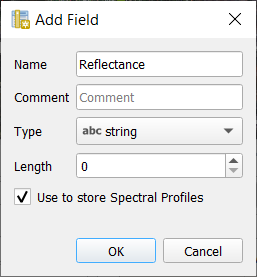 Add Field
Name Reflectance
Comment Comment
Type abc string
Length 0
Use to store Spectral Profiles
OK Cancel